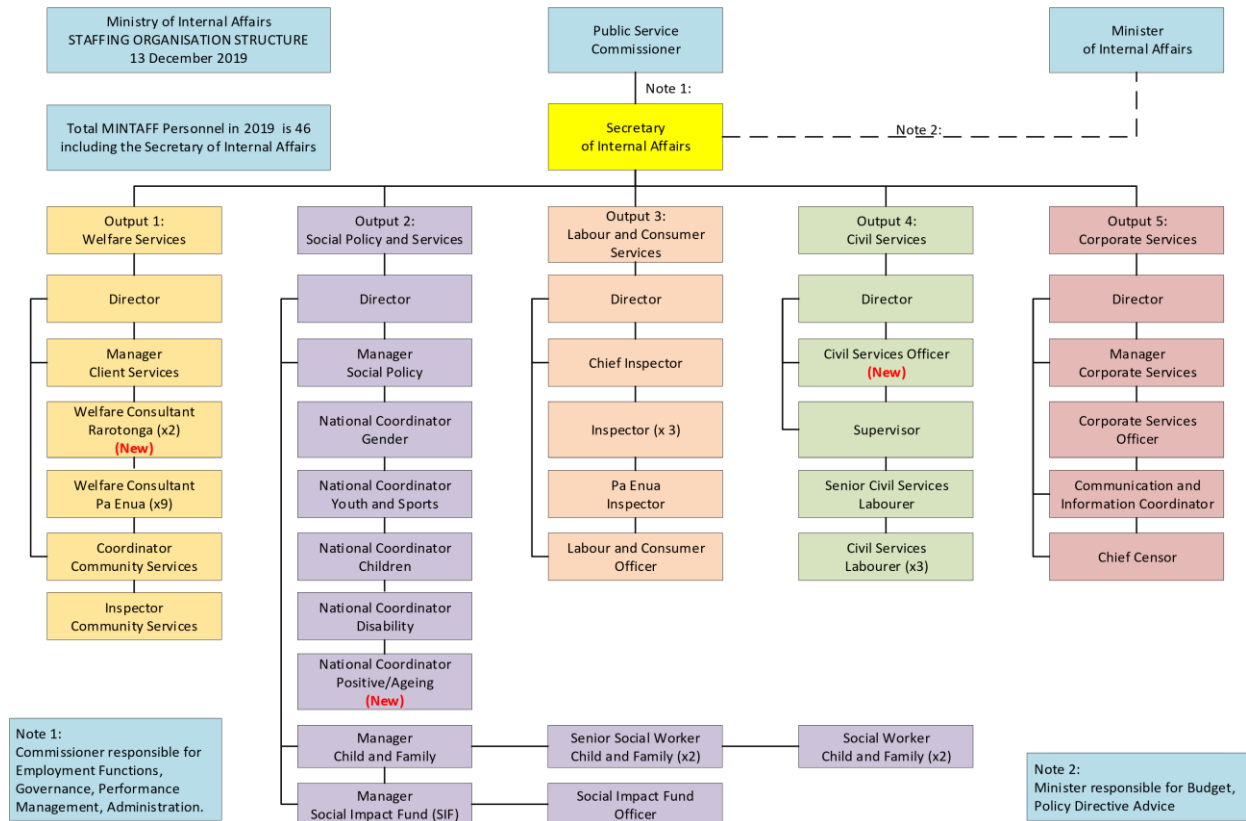 Ministry of Internal Affairs
STAFFING ORGANISATION STRUCTURE
13 December 2019
Public Service
Commissioner
Minister
of Internal Affairs
Note 1:
Total MINTAFF Personnel in 2019 is 46
including the Secretary of Internal Affairs
Secretary
of Internal Affairs
Note 2:
Output 1:
Welfare Services
Output 2:
Social Policy and Services
Output 3:
Labour and Consumer
Services
Output 4:
Civil Services
Output 5:
Corporate Services
Director
Director
Director
Director
Director
Manager
Client Services
Manager
Social Policy
Chief Inspector
Civil Services Officer
(New)
Manager
Corporate Services
Welfare Consultant
Rarotonga (x2)
(New)
National Coordinator
Gender
Inspector (x 3)
Supervisor
Corporate Services
Officer
Welfare Consultant
Pa Enua (x9)
National Coordinator
Youth and Sports
Pa Enua
Inspector
Senior Civil Services
Labourer
Communication and
Information Coordinator
Coordinator
Community Services
National Coordinator
Children
Labour and Consumer
Officer
Civil Services
Labourer (x3)
Chief Censor
Inspector
Community Services
National Coordinator
Disability
National Coordinator
Positive/Ageing
(New)
Note 1:
Commissioner responsible for
Employment Functions,
Governance, Performance
Management, Administration.
Manager
Child and Family
Senior Social Worker
Child and Family (x2)
Social Worker
Child and Family (x2)
Manager
Social Impact Fund (SIF)
Social Impact Fund
Officer
Note 2:
Minister responsible for Budget,
Policy Directive Advice